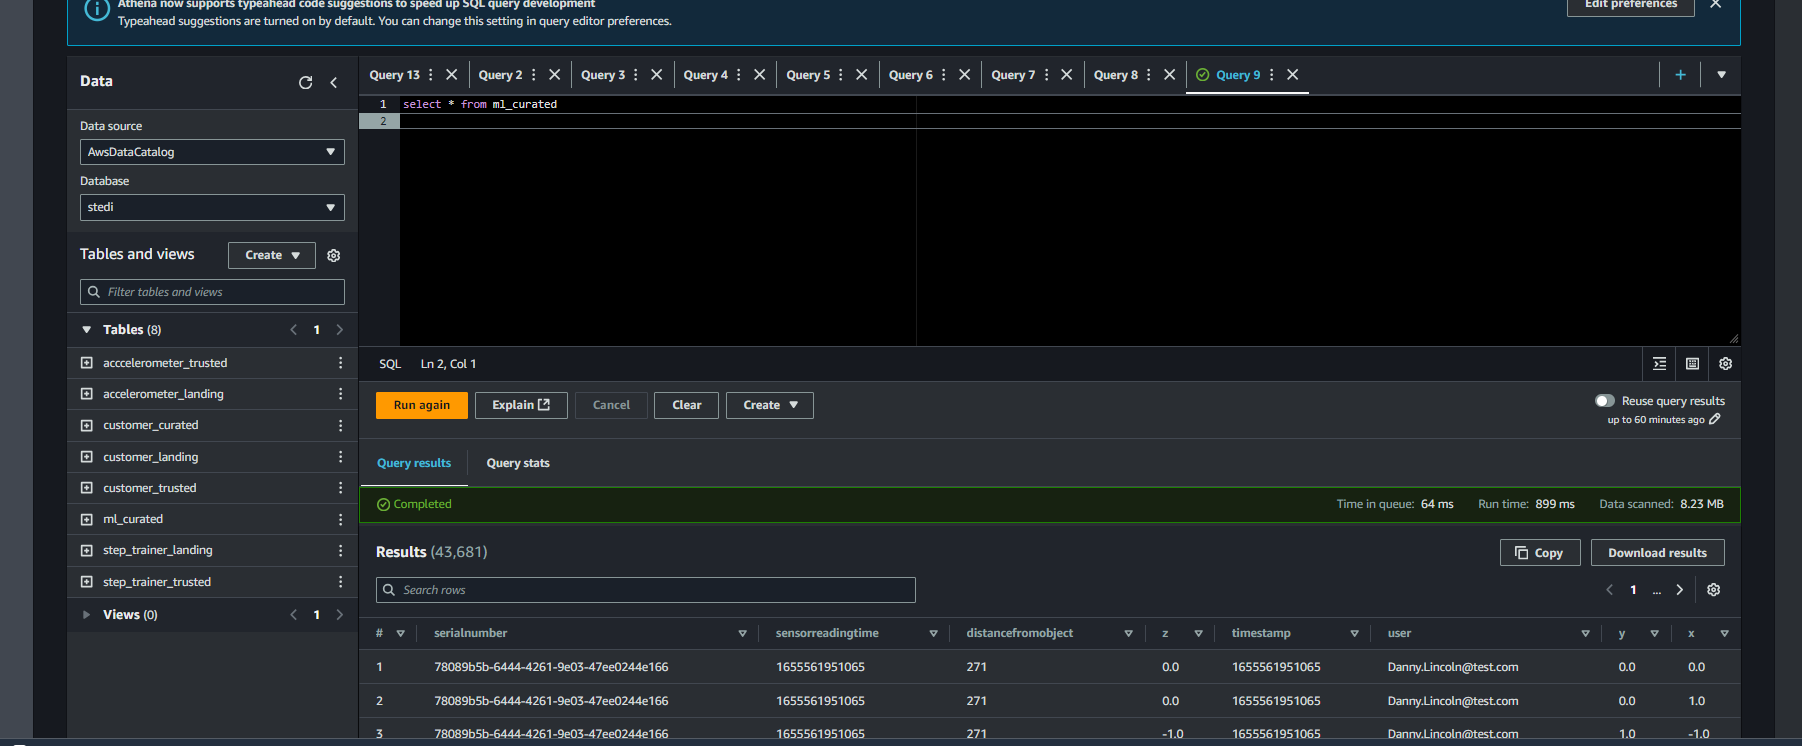 Athena now supports typeahead code suggestions to speed up SQL query development
Typeahead suggestions are turned on by default. You can change this setting in query editor preferences.
Edit preferences
Data
Data source
AwsDataCatalog
Database
stedi
Tables and views
Create
Filter tables and views
Tables (8)
1
acccelerometer_trusted
accelerometer_landing
customer_curated
customer_landing
customer_trusted
ml_curated
step_trainer_landing
step_trainer_trusted
Views (0)
1
Query 13
Query 2
Query 3
Query 4
Query 5
Query 6
Query 7
Query 8
Query 9
1 select * from ml_curated
2
SQL Ln 2, Col 1
Run again
Explain
Cancel
Clear
Create
Reuse query results
up to 60 minutes ago
Query results
Query stats
Completed
Time in queue: 64 ms Run time: 899 ms Data scanned: 8.23 MB
Results (43,681)
Copy
Download results
Search rows
1 ...
# serialnumber sensorreadingtime distancefromobject z timestamp user y x
1 78089b5b-6444-4261-9e03-47ee0244e166 1655561951065 271 0.0 1655561951065 Danny.Lincoln@test.com 0.0 0.0
2 78089b5b-6444-4261-9e03-47ee0244e166 1655561951065 271 0.0 1655561951065 Danny.Lincoln@test.com 0.0 1.0
3 78089b5b-6444-4261-9e03-47ee0244e166 1655561951065 271 -1.0 1655561951065 Danny.Lincoln@test.com 1.0 -1.0